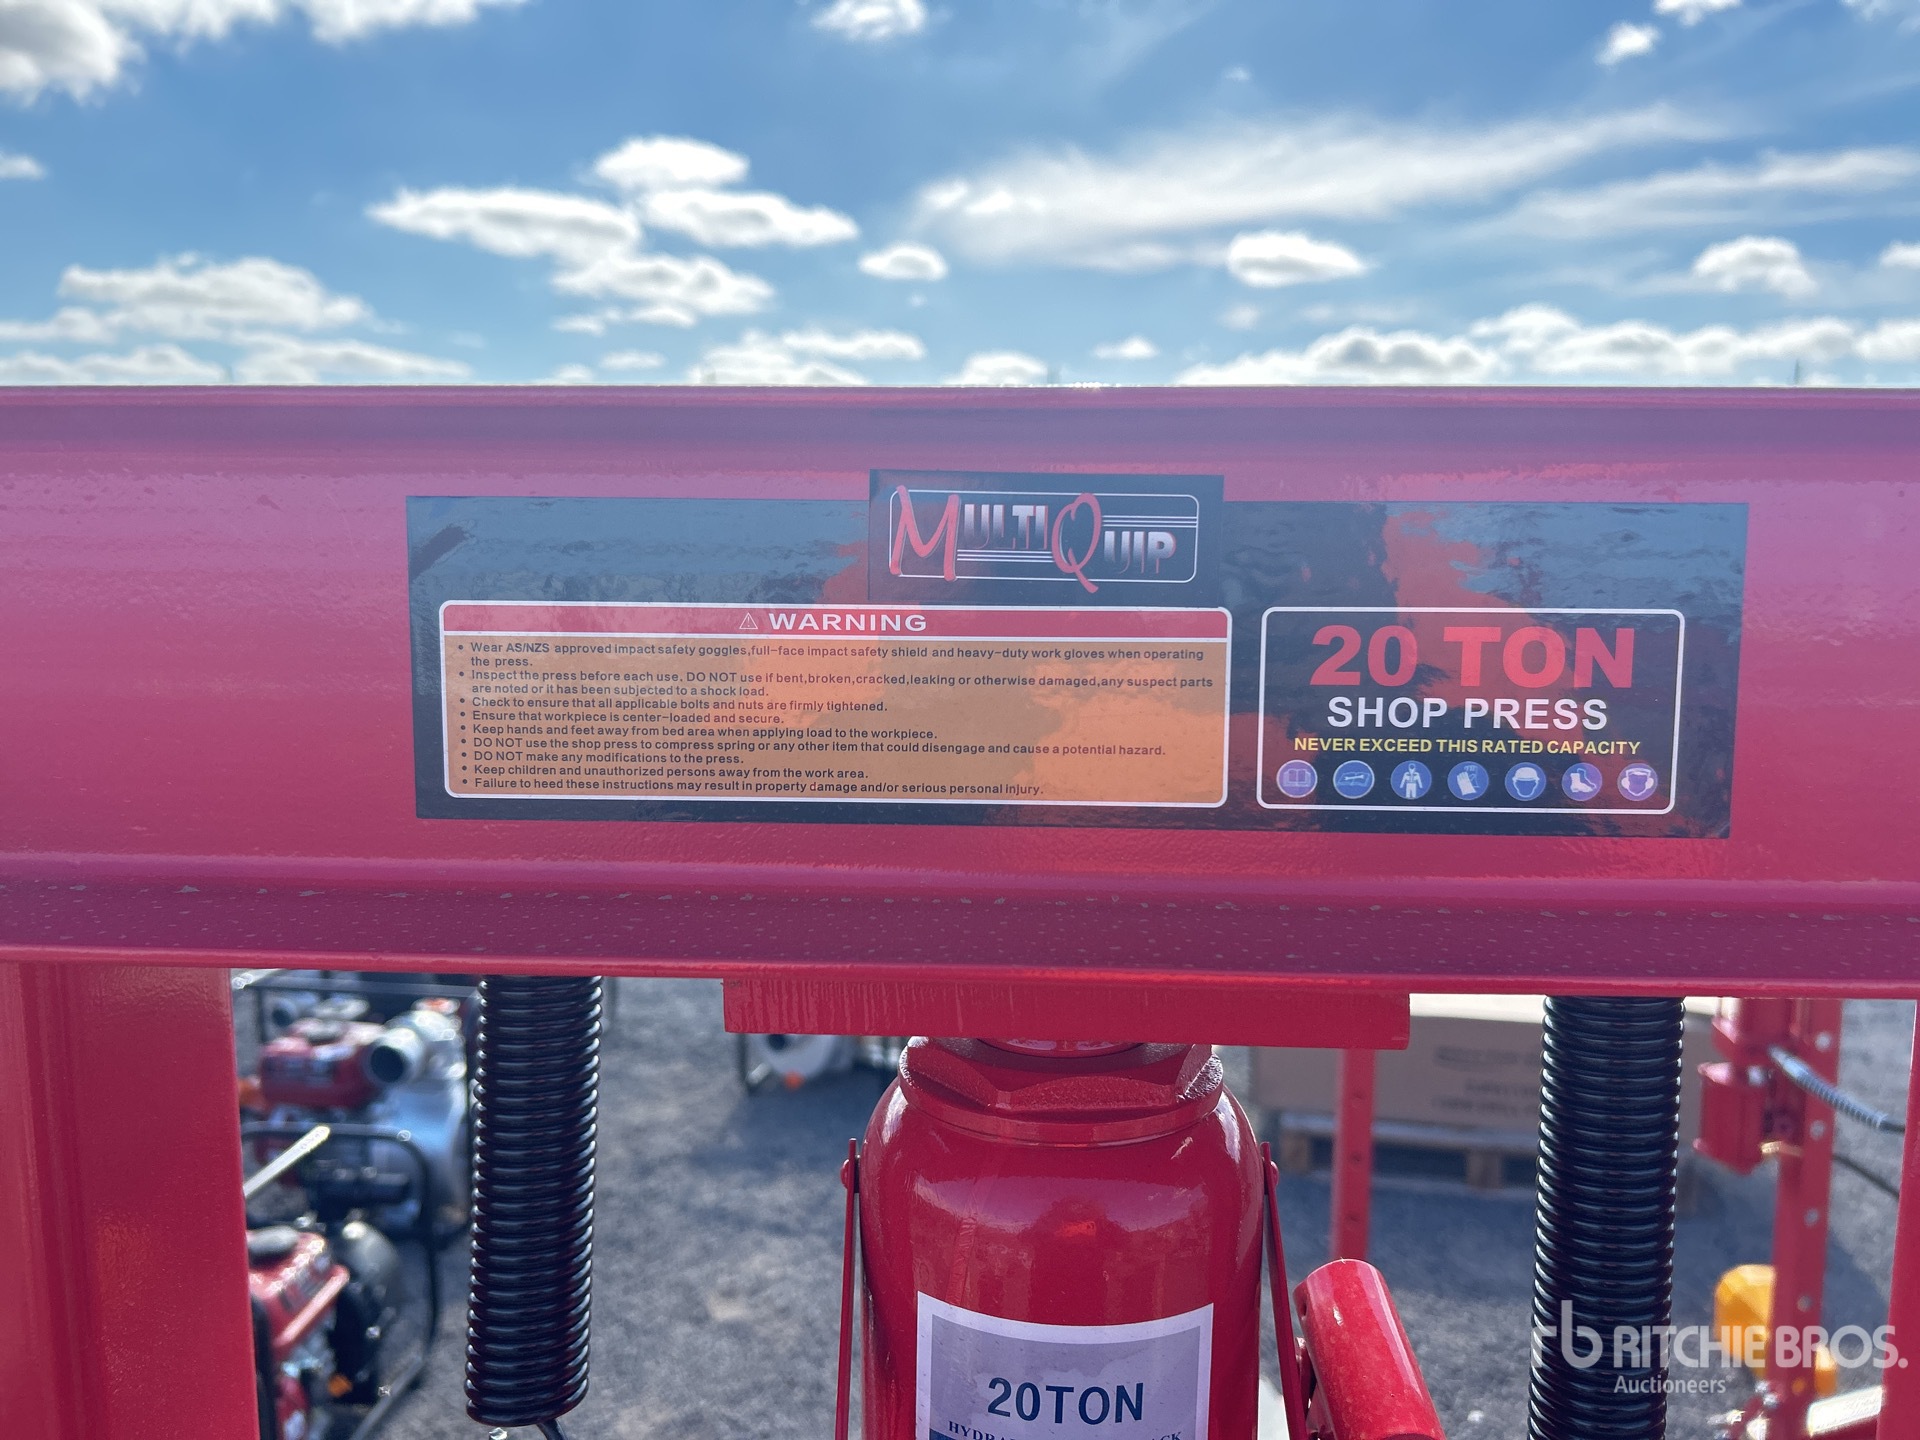 MULTI QUIP
⚠ WARNING
• Wear AS/NZS approved impact safety goggles,full-face impact safety shield and heavy-duty work gloves when operating
the press.
• Inspect the press before each use. DO NOT use if bent,broken,cracked,leaking or otherwise damaged,any suspect parts
are noted or it has been subjected to a shock load.
• Check to ensure that all applicable bolts and nuts are firmly tightened.
• Ensure that workpiece is center-loaded and secure.
• Keep hands and feet away from bed area when applying load to the workpiece.
• DO NOT use the shop press to compress spring or any other item that could disengage and cause a potential hazard.
• DO NOT make any modifications to the press.
• Keep children and unauthorized persons away from the work area.
• Failure to heed these instructions may result in property damage and/or serious personal injury.
20 TON
SHOP PRESS
NEVER EXCEED THIS RATED CAPACITY
20TON
rb RITCHIE BROS.
Auctioneers